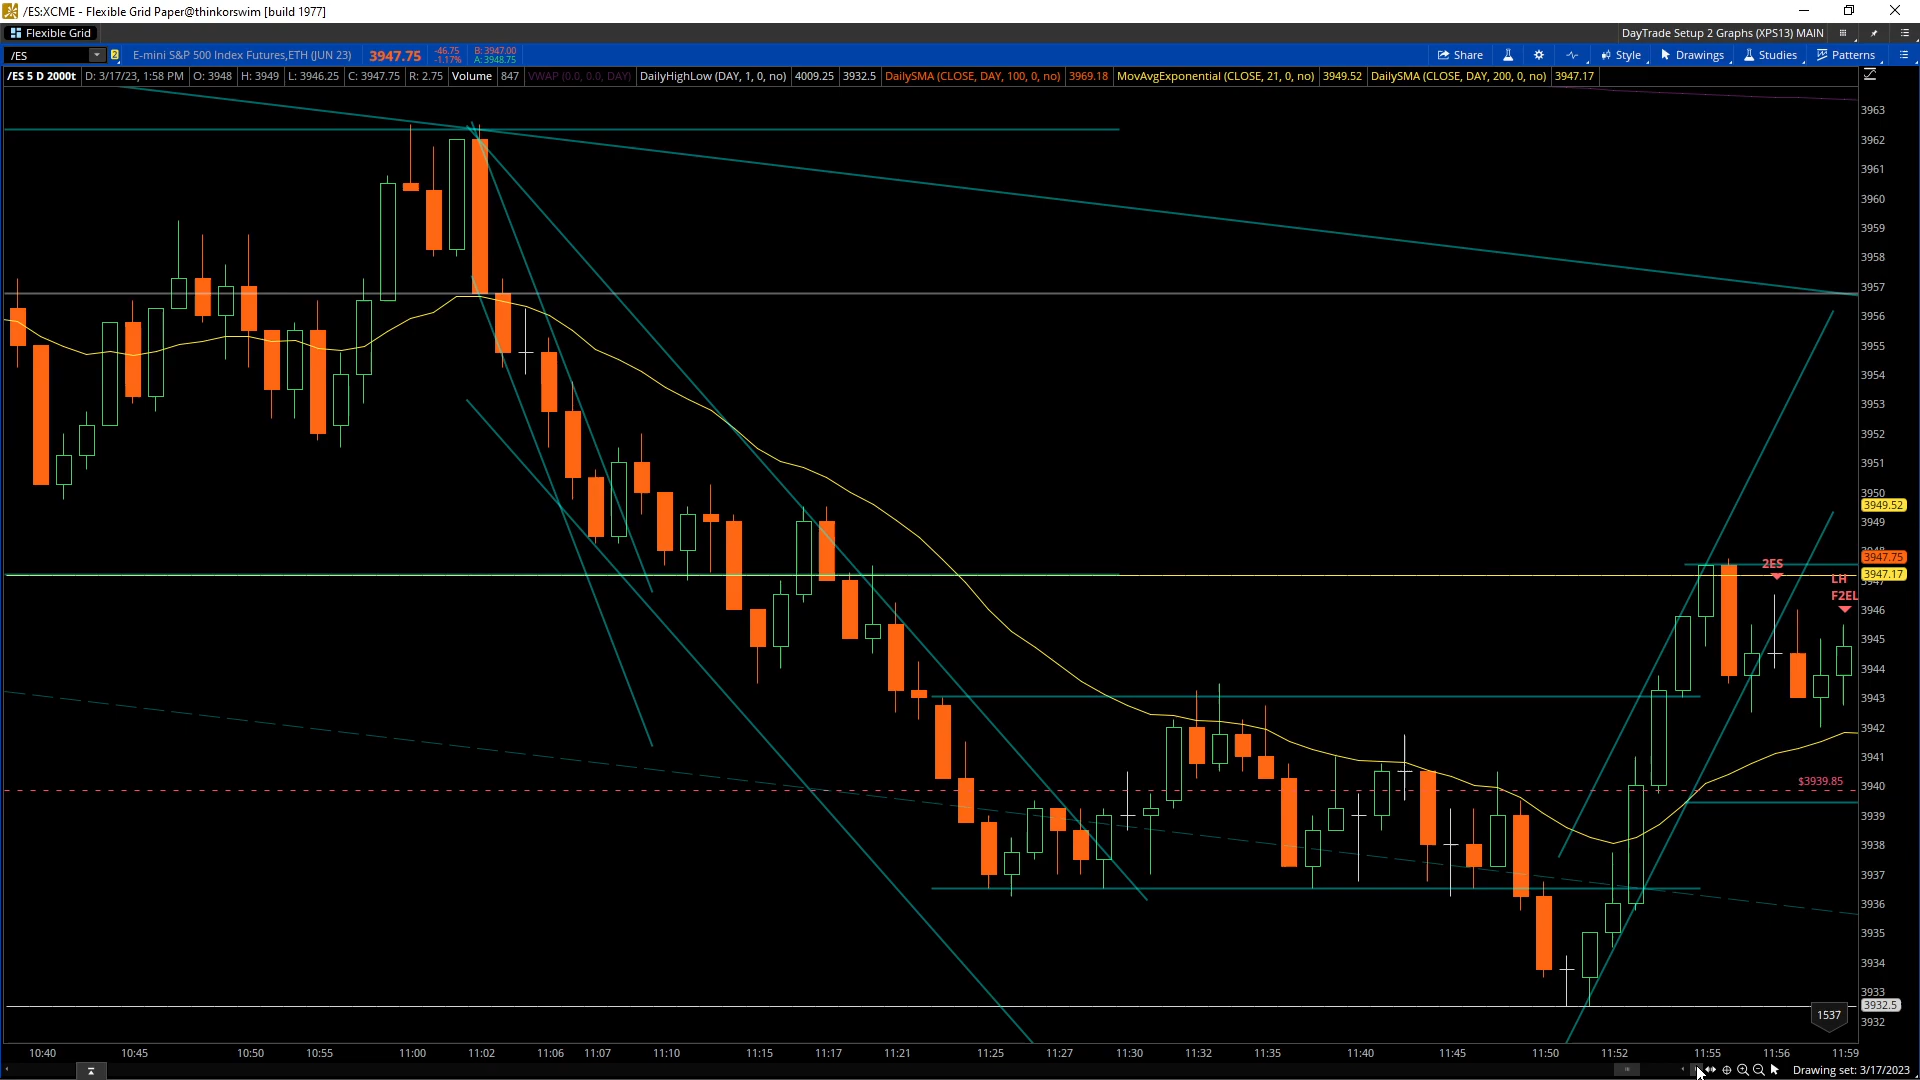 /ES:XCME - Flexible Grid Paper@thinkorswim [build 1977]
Flexible Grid
DayTrade Setup 2 Graphs (XPS13) MAIN
/ES
2
E-mini S&P 500 Index Futures,ETH (JUN 23)
3947.75
-46.75
-1.17%
B: 3947.00
A: 3948.75
Share
Style
Drawings
Studies
Patterns
/ES 5 D 2000t
D: 3/17/23, 1:58 PM
O: 3948
H: 3949
L: 3946.25
C: 3947.75
R: 2.75
Volume
847
VWAP (0.0, 0.0, DAY)
DailyHighLow (DAY, 1, 0, no)
4009.25
3932.5
DailySMA (CLOSE, DAY, 100, 0, no)
3969.18
MovAvgExponential (CLOSE, 21, 0, no)
3949.52
DailySMA (CLOSE, DAY, 200, 0, no)
3947.17
3963
3962
3961
3960
3959
3958
3957
3956
3955
3954
3953
3952
3951
3950
3949.52
3949
3947.75
3947.17
2ES
LH
F2EL
3946
3945
3944
3943
3942
3941
$3939.85
3940
3939
3938
3937
3936
3935
3934
3933
3932.5
1537
3932
10:40
10:45
10:50
10:55
11:00
11:02
11:06
11:07
11:10
11:15
11:17
11:21
11:25
11:27
11:30
11:32
11:35
11:40
11:45
11:50
11:52
11:55
11:56
11:59
Drawing set: 3/17/2023